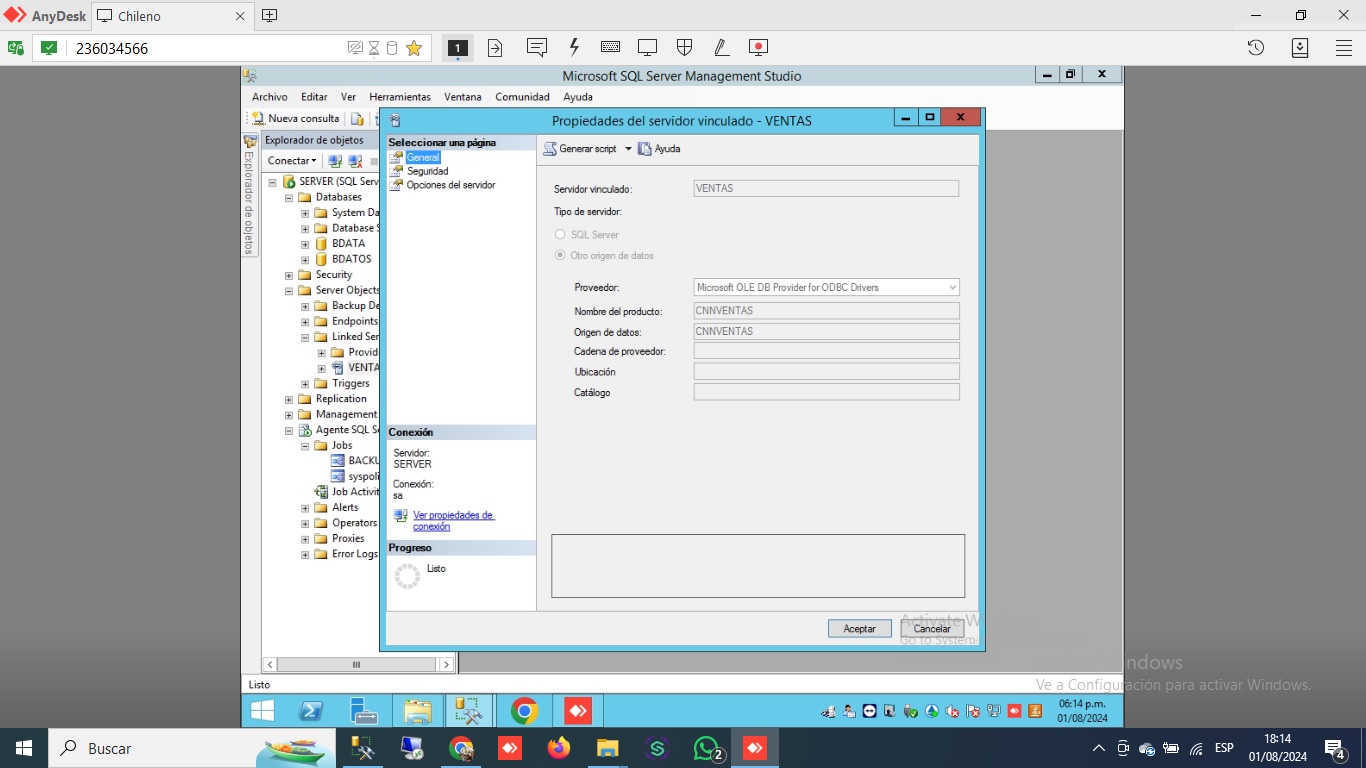 AnyDesk
Chileno
236034566
1
Microsoft SQL Server Management Studio
Archivo Editar Ver Herramientas Ventana Comunidad Ayuda
Nueva consulta
Explorador de objetos
Explorador de objetos
Conectar
SERVER (SQL Serv
Databases
System Da
Database S
BDATA
BDATOS
Security
Server Objects
Backup De
Endpoints
Linked Ser
Provid
VENTA
Triggers
Replication
Management
Agente SQL S
Jobs
BACKU
syspoli
Job Activit
Alerts
Operators
Proxies
Error Logs
Propiedades del servidor vinculado - VENTAS
Seleccionar una página
General
Seguridad
Opciones del servidor
Conexión
Servidor:
SERVER
Conexión:
sa
Ver propiedades de
conexión
Progreso
Listo
Generar script Ayuda
Servidor vinculado: VENTAS
Tipo de servidor:
SQL Server
Otro origen de datos
Proveedor: Microsoft OLE DB Provider for ODBC Drivers
Nombre del producto: CNNVENTAS
Origen de datos: CNNVENTAS
Cadena de proveedor:
Ubicación
Catálogo
Activate W
Aceptar Cancelar
Go to System
Listo
Windows
Ve a Configuración para activar Windows.
06:14 p.m.
01/08/2024
Buscar
2
ESP
18:14
01/08/2024
4